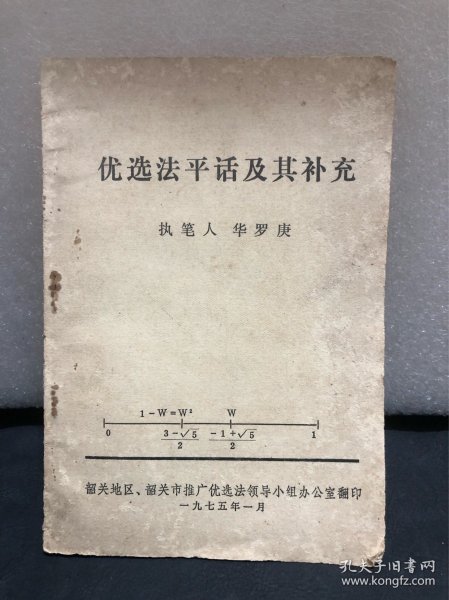 优选法平话及其补充
执笔人 华罗庚
1-W=W² W
0 3-√5 -1+√5 1
2 2
韶关地区、韶关市推广优选法领导小组办公室翻印
一九七五年一月
孔夫子旧书网
www.kongfz.com